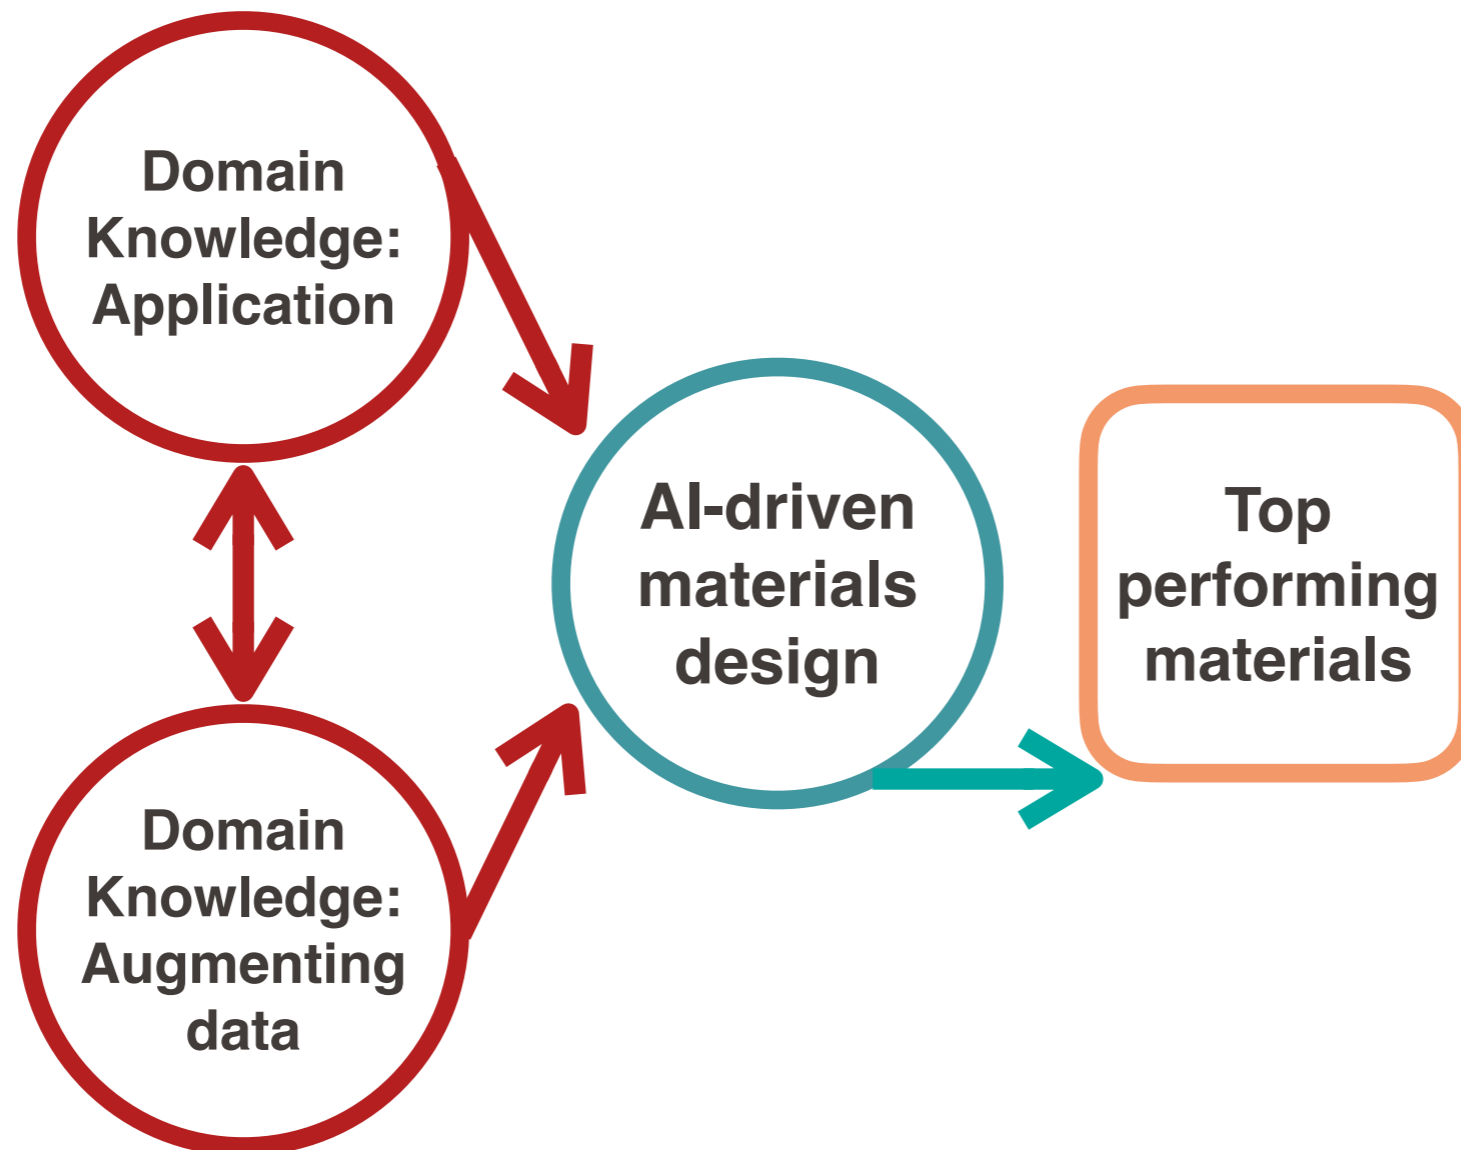 Domain
Knowledge:
Application
AI-driven
materials
design
Top
performing
materials
Domain
Knowledge:
Augmenting
data